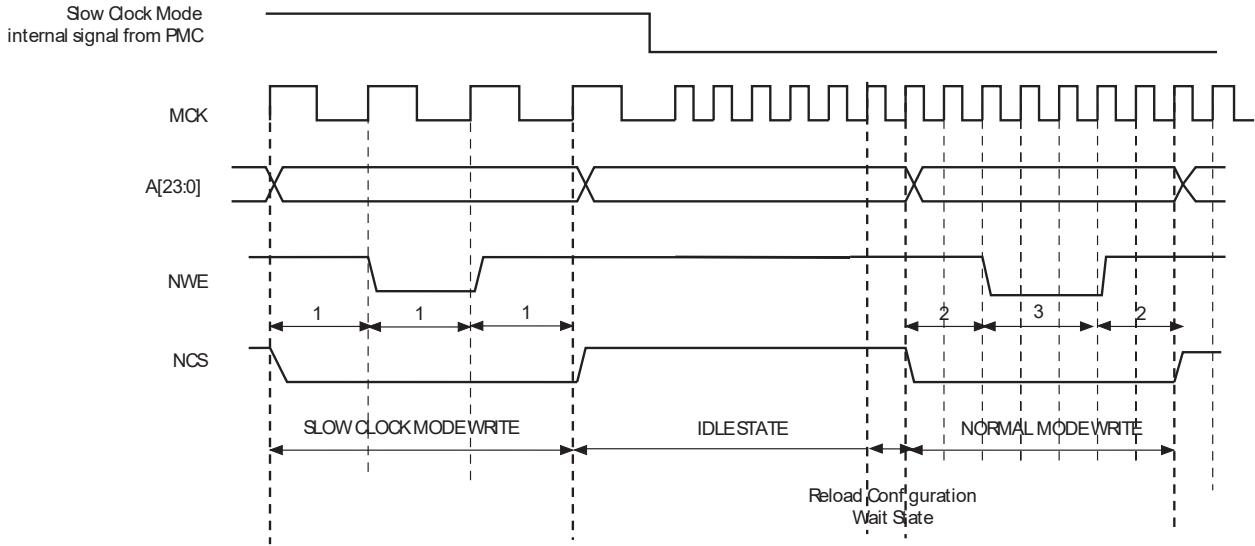 Slow Clock Mode
internal signal from PMC
MCK
A[23:0]
NWE
1 1 1 2 3 2
NCS
SLOW CLOCK MODE WRITE IDLE STATE NORMAL MODE WRITE
Reload Configuration
Wait State